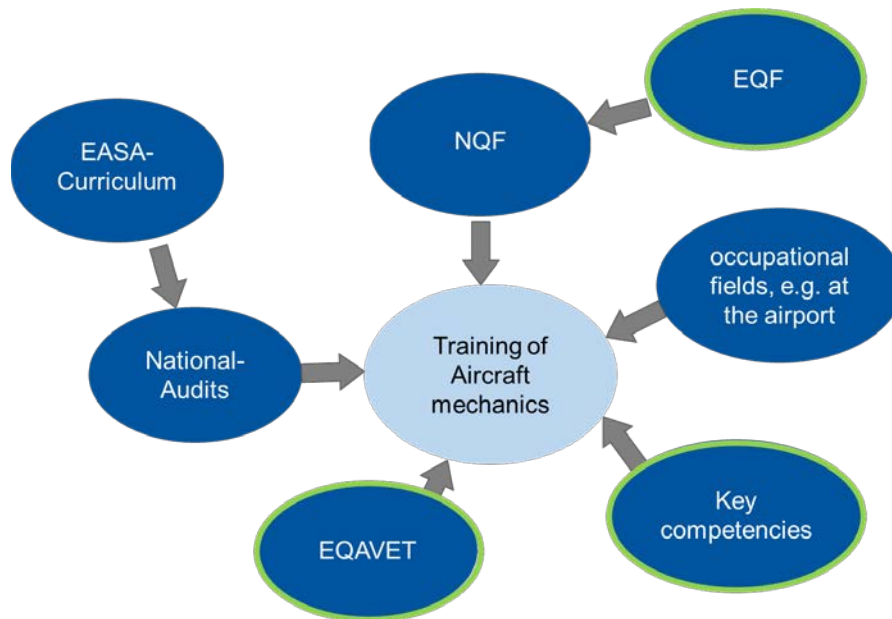 EQF
NQF
EASA-
Curriculum
occupational
fields, e.g. at
the airport
National-
Audits
Training of
Aircraft
mechanics
Key
competencies
EQAVET